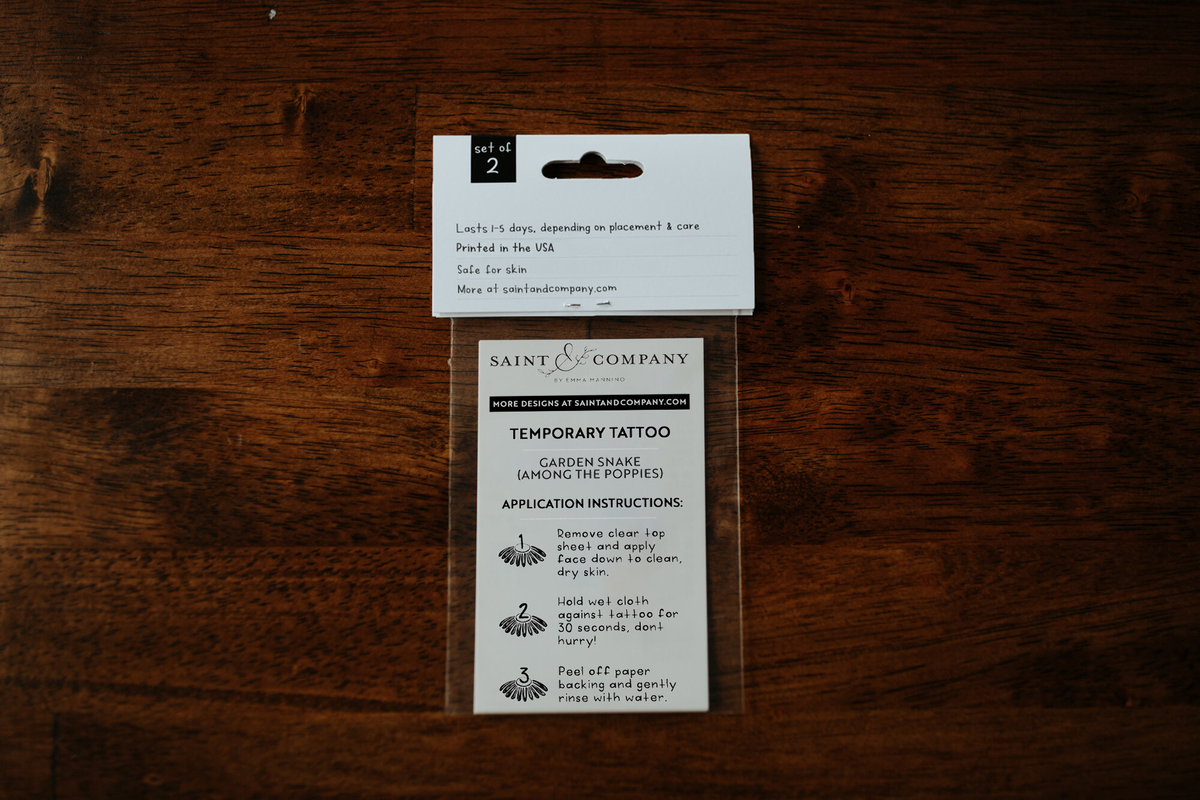 set of
2
Lasts 1-5 days, depending on placement & care
Printed in the USA
Safe for skin
More at saintandcompany.com
SAINT & COMPANY
BY EMMA MANNING
MORE DESIGNS AT SAINTANDCOMPANY.COM
TEMPORARY TATTOO
GARDEN SNAKE
(AMONG THE POPPIES)
APPLICATION INSTRUCTIONS:
1
Remove clear top
sheet and apply
face down to clean,
dry skin.
2
Hold wet cloth
against tattoo for
30 seconds, dont
hurry!
3
Peel off paper
backing and gently
rinse with water.